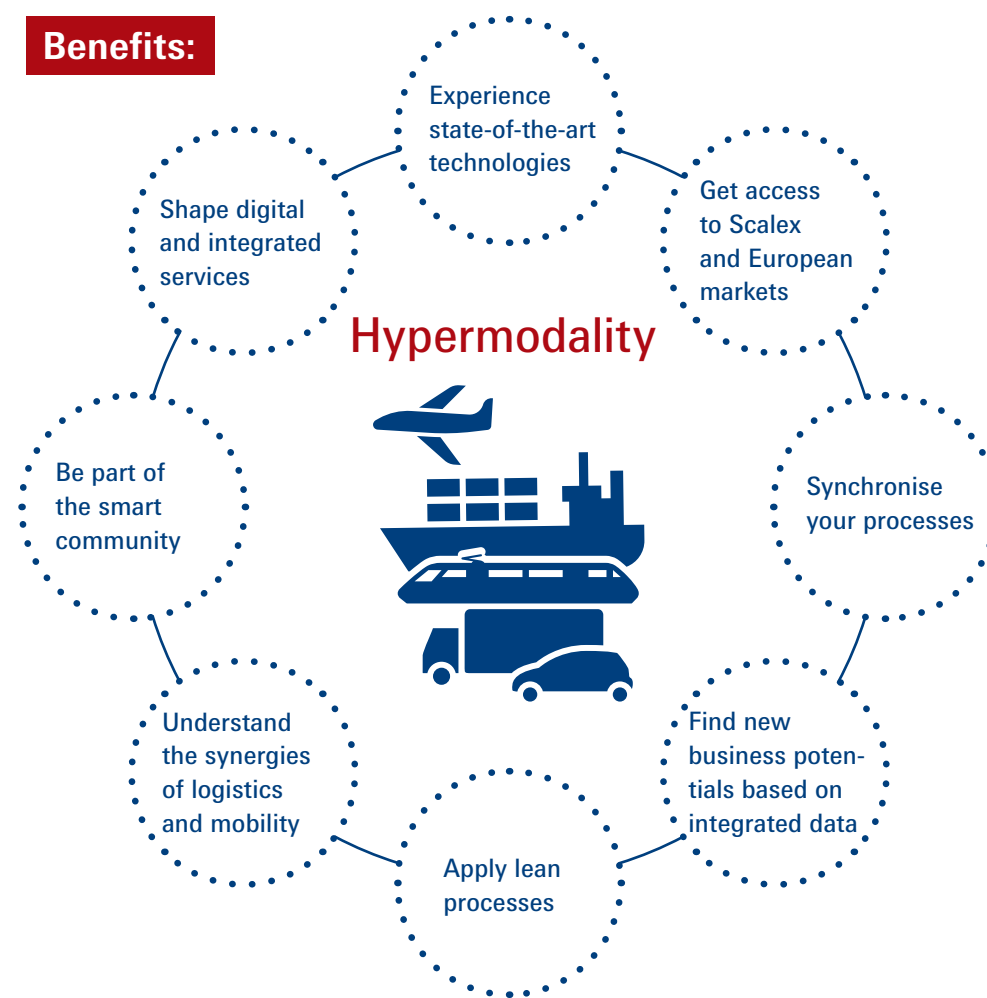 Benefits:
Experience
state-of-the-art
technologies
Get access
to Scalex
and European
markets
Synchronise
your processes
Find new
business poten-
tials based on
integrated data
Apply lean
processes
Understand
the synergies
of logistics
and mobility
Be part of
the smart
community
Shape digital
and integrated
services
Hypermodality